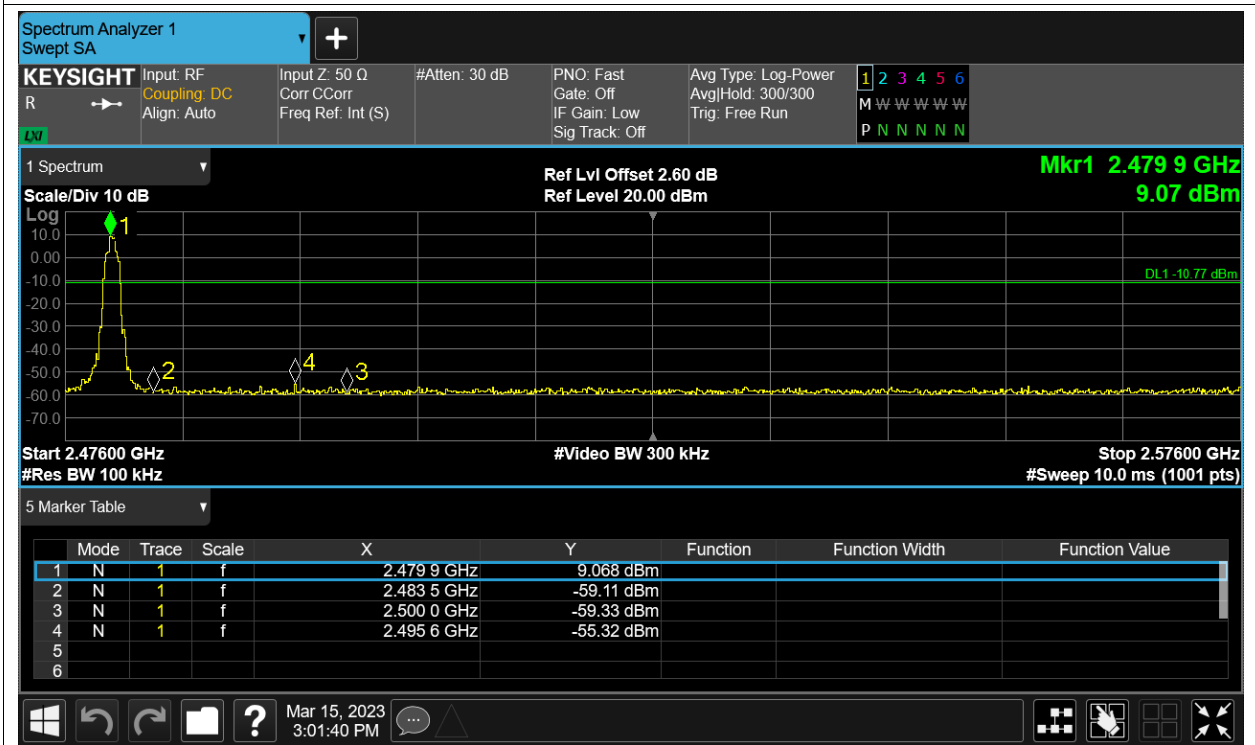 Spectrum Analyzer 1
Swept SA
KEYSIGHT
R
LXI
Input: RF
Coupling: DC
Align: Auto
Input Z: 50 Ω
Corr CCorr
Freq Ref: Int (S)
#Atten: 30 dB
PNO: Fast
Gate: Off
IF Gain: Low
Sig Track: Off
Avg Type: Log-Power
Avg|Hold: 300/300
Trig: Free Run
1 2 3 4 5 6
M W W W W W
P N N N N N
1 Spectrum
Scale/Div 10 dB
Ref Lvl Offset 2.60 dB
Ref Level 20.00 dBm
Mkr1 2.479 9 GHz
9.07 dBm
Log
10.0
0.00
-10.0
-20.0
-30.0
-40.0
-50.0
-60.0
-70.0
1
2
4
3
DL1 -10.77 dBm
Start 2.47600 GHz
#Video BW 300 kHz
Stop 2.57600 GHz
#Res BW 100 kHz
#Sweep 10.0 ms (1001 pts)
5 Marker Table
Mode Trace Scale X Y Function Function Width Function Value
1 N 1 f 2.479 9 GHz 9.068 dBm
2 N 1 f 2.483 5 GHz -59.11 dBm
3 N 1 f 2.500 0 GHz -59.33 dBm
4 N 1 f 2.495 6 GHz -55.32 dBm
5
6
?
Mar 15, 2023
3:01:40 PM